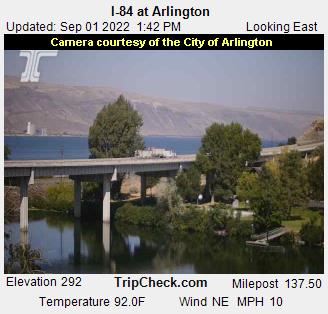 I-84 at Arlington
Updated: Sep 01 2022 1:42 PM Looking East
Camera courtesy of the City of Arlington
Elevation 292 TripCheck.com Milepost 137.50
Temperature 92.0F Wind NE MPH 10